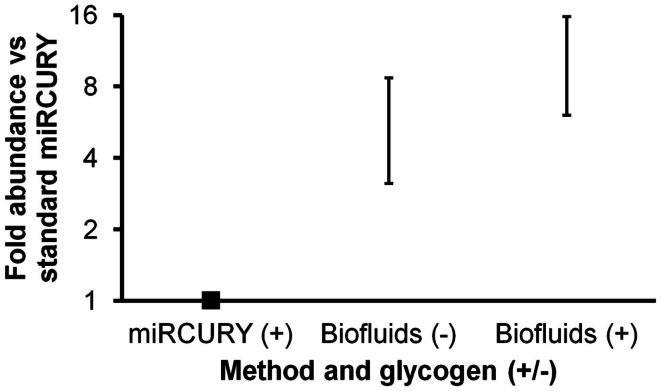 Fold abundance vs
standard miRCURY
16
8
4
2
1
miRCURY (+) Biofluids (-) Biofluids (+)
Method and glycogen (+/-)